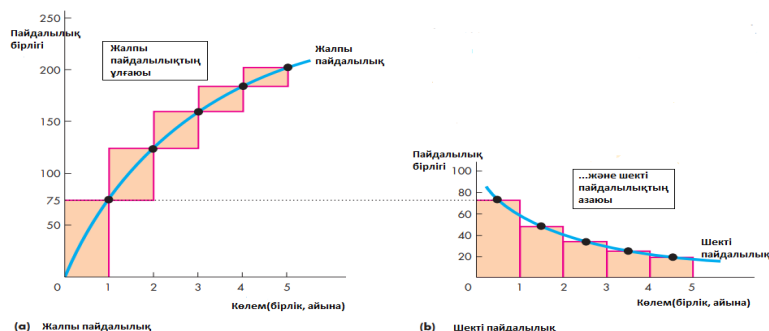 250
Пайдалылық
бірлігі
Жалпы
пайдалылықтың
ұлғаюы
Жалпы
пайдалылық
200
150
100
75
50
0
1
2
3
4
5
Көлем(бірлік, айына)
(a) Жалпы пайдалылық
Пайдалылық
бірлігі
...және шекті
пайдалылықтың
азаюы
100
80
60
40
20
Шекті
пайдалылық
0
1
2
3
4
5
Көлем(бірлік, айына)
(b) Шекті пайдалылық